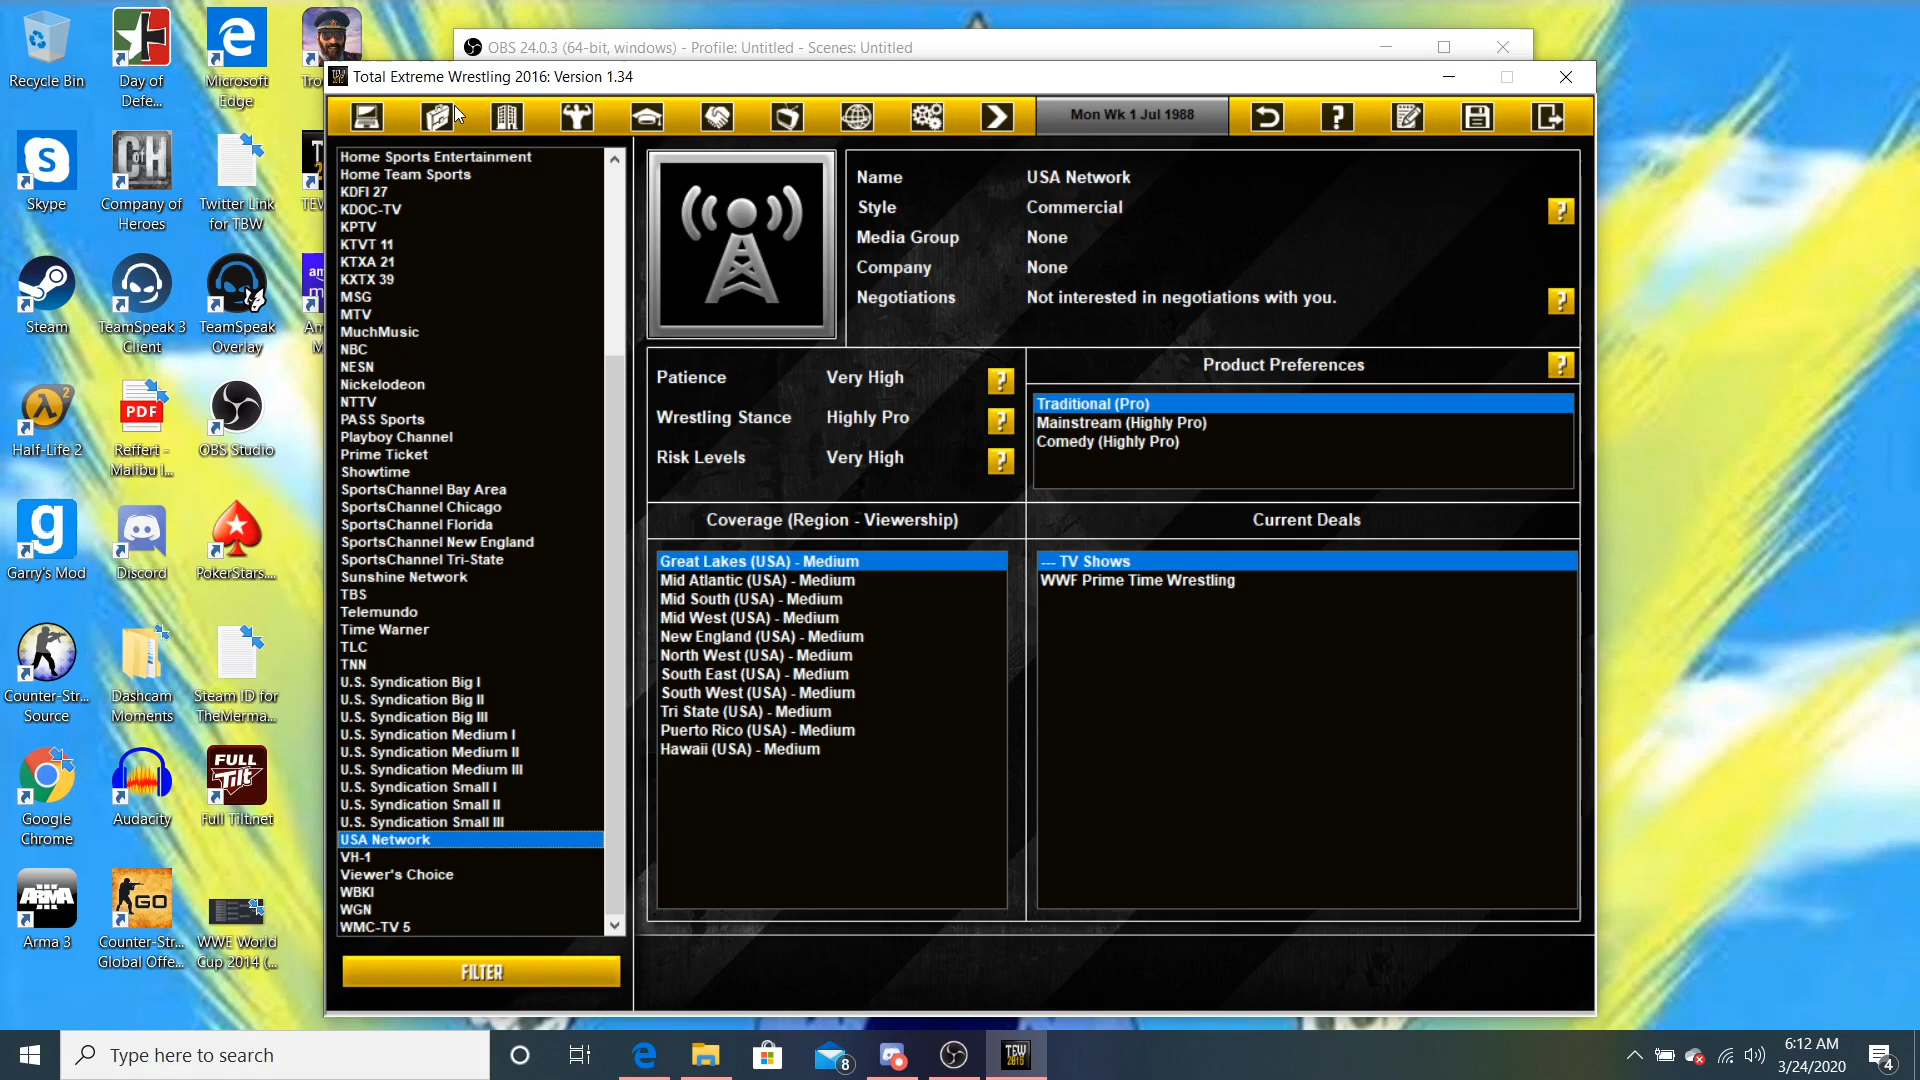 Recycle Bin
Day of
Defe...
Microsoft
Edge
Tro
Skype
Company of
Heroes
Twitter Link
for TBW
TEW
Steam
TeamSpeak 3
Client
TeamSpeak
Overlay
Half-Life 2
PDF
Reffert -
Malibu I...
OBS Studio
Garry's Mod
Discord
PokerStars....
Counter-Str...
Source
Dashcam
Moments
Steam ID for
TheMerma...
Google
Chrome
Audacity
FULL
Tilt
Full Tilt.net
ARMA
Arma 3
GO
Counter-Str...
Global Offe...
WWE World
Cup 2014 (...
OBS 24.0.3 (64-bit, windows) - Profile: Untitled - Scenes: Untitled
Total Extreme Wrestling 2016: Version 1.34
Mon Wk 1 Jul 1988
Home Sports Entertainment
Home Team Sports
KDFI 27
KDOC-TV
KPTV
KTVT 11
KTXA 21
KXTX 39
MSG
MTV
MuchMusic
NBC
NESN
Nickelodeon
NTTV
PASS Sports
Playboy Channel
Prime Ticket
Showtime
SportsChannel Bay Area
SportsChannel Chicago
SportsChannel Florida
SportsChannel New England
SportsChannel Tri-State
Sunshine Network
TBS
Telemundo
Time Warner
TLC
TNN
U.S. Syndication Big I
U.S. Syndication Big II
U.S. Syndication Big III
U.S. Syndication Medium I
U.S. Syndication Medium II
U.S. Syndication Medium III
U.S. Syndication Small I
U.S. Syndication Small II
U.S. Syndication Small III
USA Network
VH-1
Viewer's Choice
WBKI
WGN
WMC-TV 5
FILTER
Name USA Network
Style Commercial
Media Group None
Company None
Negotiations Not interested in negotiations with you.
Patience Very High
Wrestling Stance Highly Pro
Risk Levels Very High
Product Preferences
Traditional (Pro)
Mainstream (Highly Pro)
Comedy (Highly Pro)
Coverage (Region - Viewership)
Great Lakes (USA) - Medium
Mid Atlantic (USA) - Medium
Mid South (USA) - Medium
Mid West (USA) - Medium
New England (USA) - Medium
North West (USA) - Medium
South East (USA) - Medium
South West (USA) - Medium
Tri State (USA) - Medium
Puerto Rico (USA) - Medium
Hawaii (USA) - Medium
Current Deals
--- TV Shows
WWF Prime Time Wrestling
Type here to search
8
TEW
2016
6:12 AM
3/24/2020
4